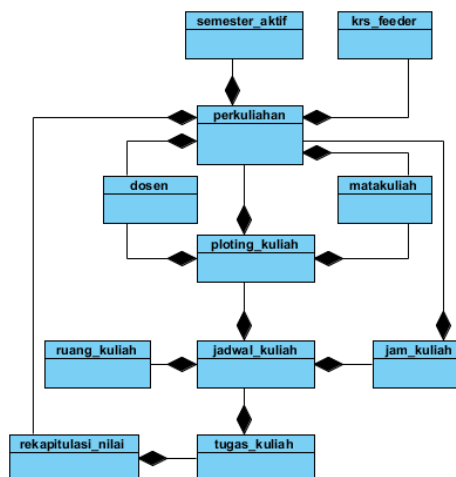 semester_aktif
krs_feeder
perkuliahan
dosen
matakuliah
ploting_kuliah
ruang_kuliah
jadwal_kuliah
jam_kuliah
rekapitulasi_nilai
tugas_kuliah